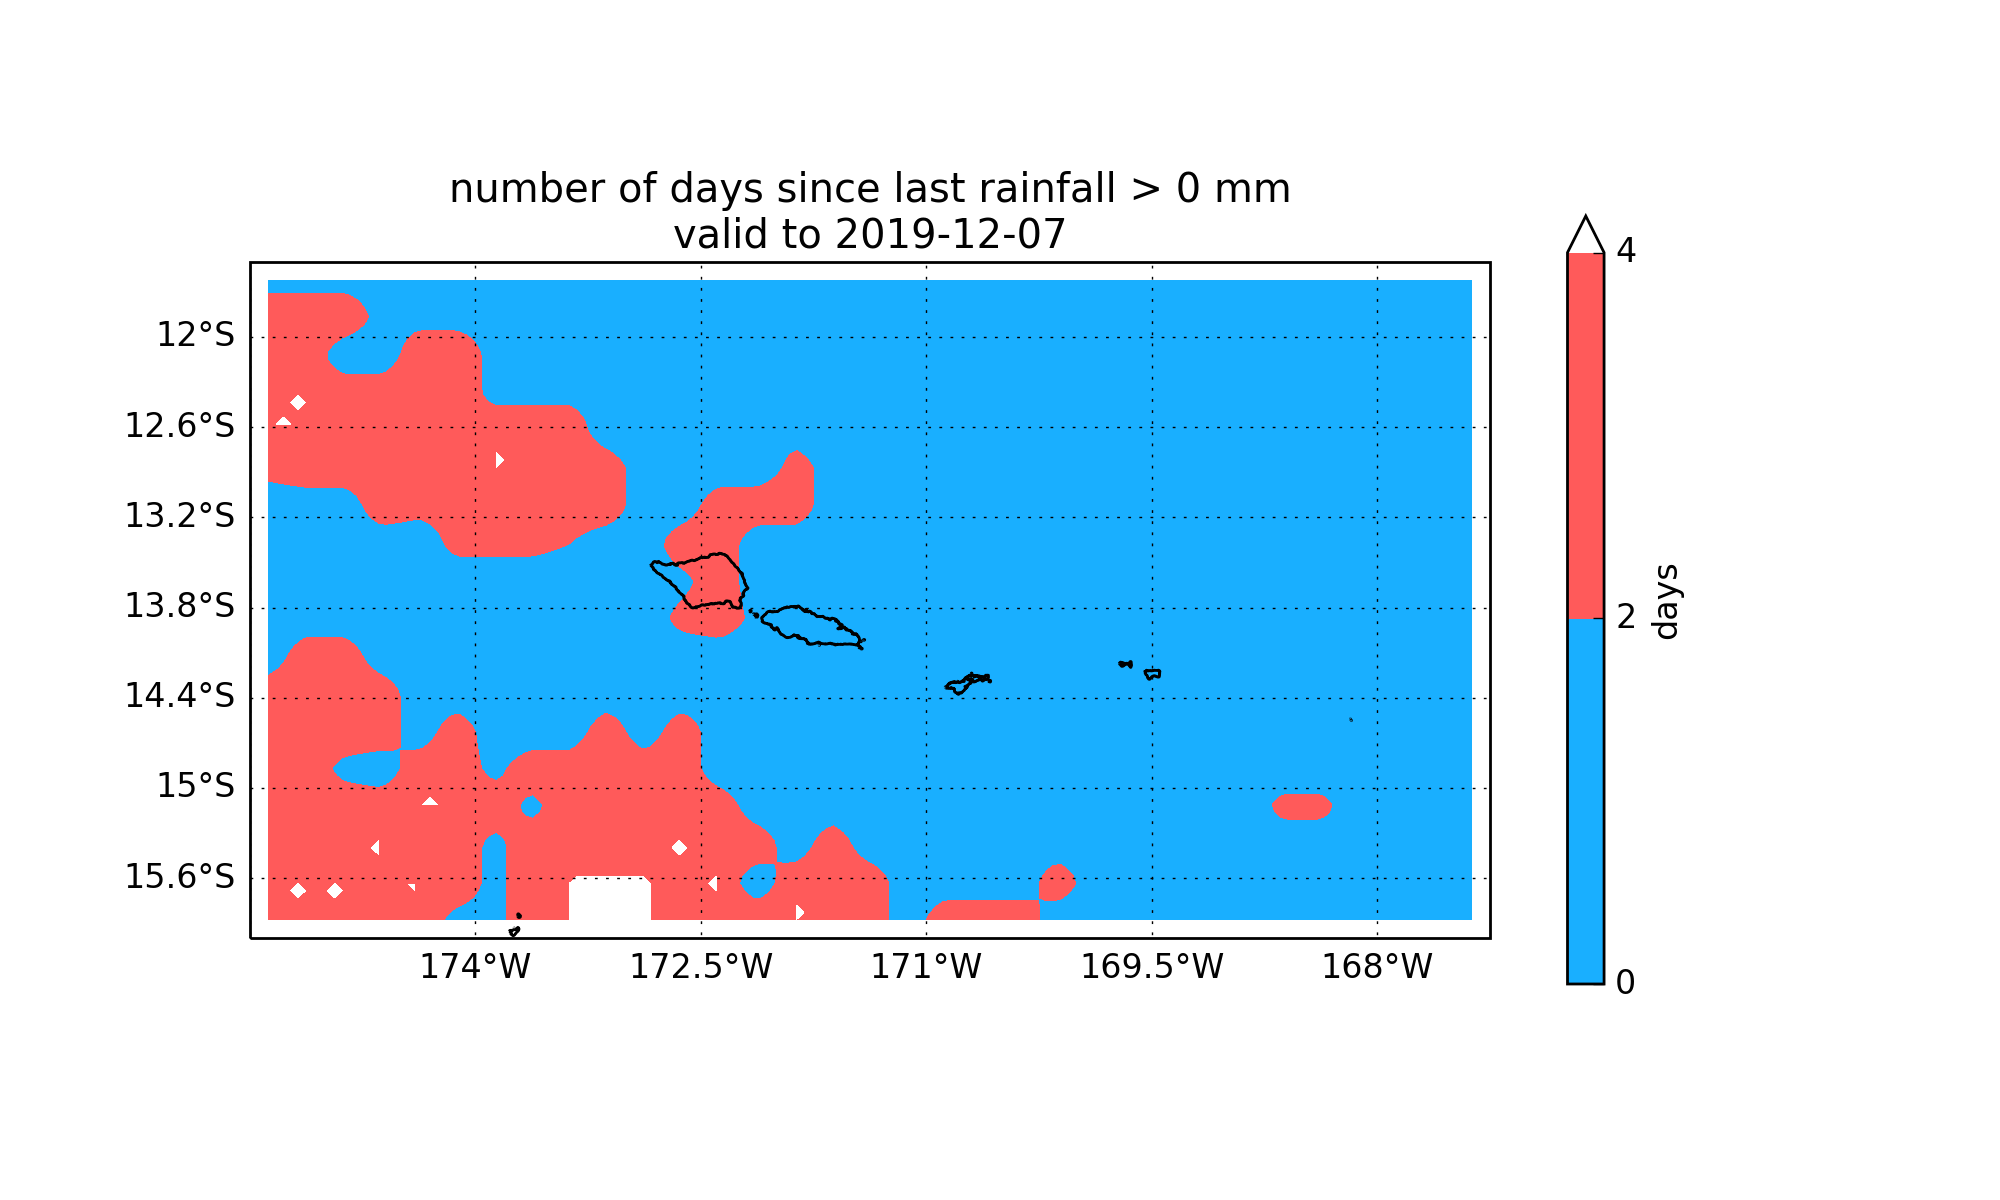 number of days since last rainfall > 0 mm
valid to 2019-12-07
12°S
12.6°S
13.2°S
13.8°S
14.4°S
15°S
15.6°S
174°W
172.5°W
171°W
169.5°W
168°W
4
2
0
days